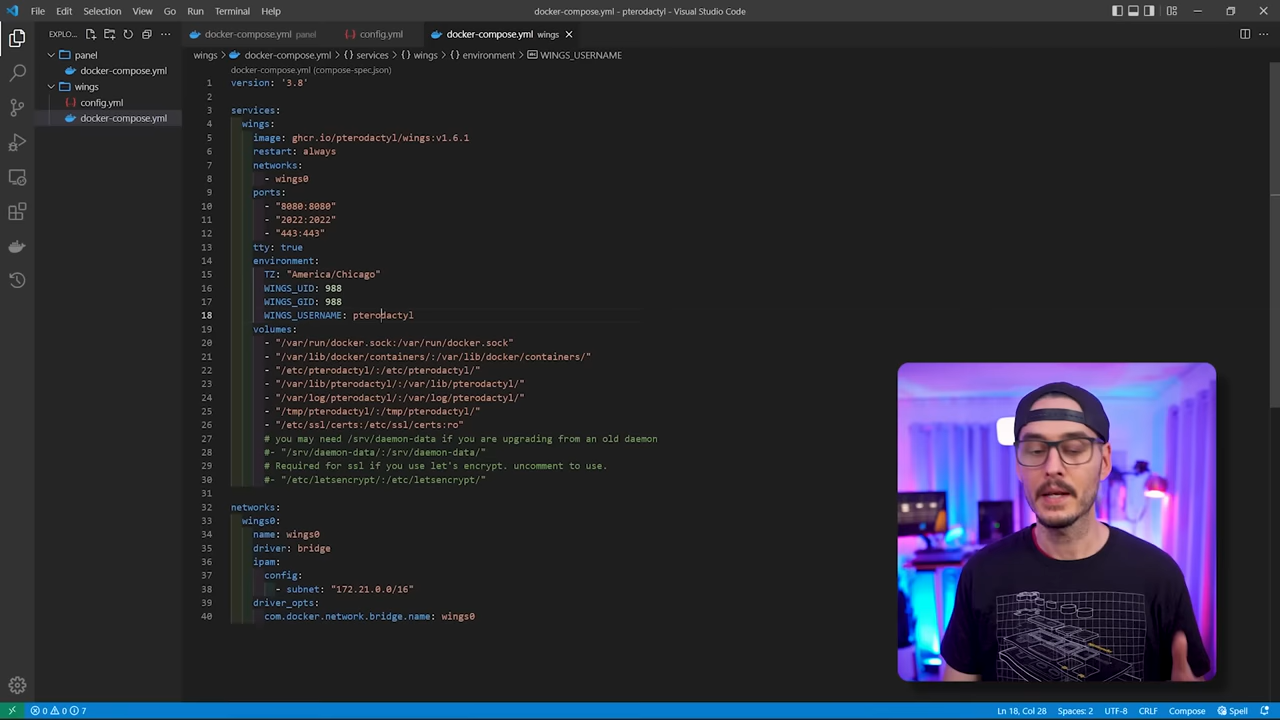 File Edit Selection View Go Run Terminal Help
docker-compose.yml - pterodactyl - Visual Studio Code
EXPLO...
docker-compose.yml panel
config.yml
docker-compose.yml wings
panel
docker-compose.yml
wings
config.yml
docker-compose.yml
wings > docker-compose.yml > {} services > {} wings > {} environment > WINGS_USERNAME
docker-compose.yml (compose-spec.json)
1 version: '3.8'
2
3 services:
4 wings:
5 image: ghcr.io/pterodactyl/wings:v1.6.1
6 restart: always
7 networks:
8 - wings0
9 ports:
10 - "8080:8080"
11 - "2022:2022"
12 - "443:443"
13 tty: true
14 environment:
15 TZ: "America/Chicago"
16 WINGS_UID: 988
17 WINGS_GID: 988
18 WINGS_USERNAME: pterodactyl
19 volumes:
20 - "/var/run/docker.sock:/var/run/docker.sock"
21 - "/var/lib/docker/containers/:/var/lib/docker/containers/"
22 - "/etc/pterodactyl/:/etc/pterodactyl/"
23 - "/var/lib/pterodactyl/:/var/lib/pterodactyl/"
24 - "/var/log/pterodactyl/:/var/log/pterodactyl/"
25 - "/tmp/pterodactyl/:/tmp/pterodactyl/"
26 - "/etc/ssl/certs:/etc/ssl/certs:ro"
27 # you may need /srv/daemon-data if you are upgrading from an old daemon
28 #- "/srv/daemon-data/:/srv/daemon-data/"
29 # Required for ssl if you use let's encrypt. uncomment to use.
30 #- "/etc/letsencrypt/:/etc/letsencrypt/"
31
32 networks:
33 wings0:
34 name: wings0
35 driver: bridge
36 ipam:
37 config:
38 - subnet: "172.21.0.0/16"
39 driver_opts:
40 com.docker.network.bridge.name: wings0
0 0 7
Ln 18, Col 28 Spaces: 2 UTF-8 CRLF Compose Spell